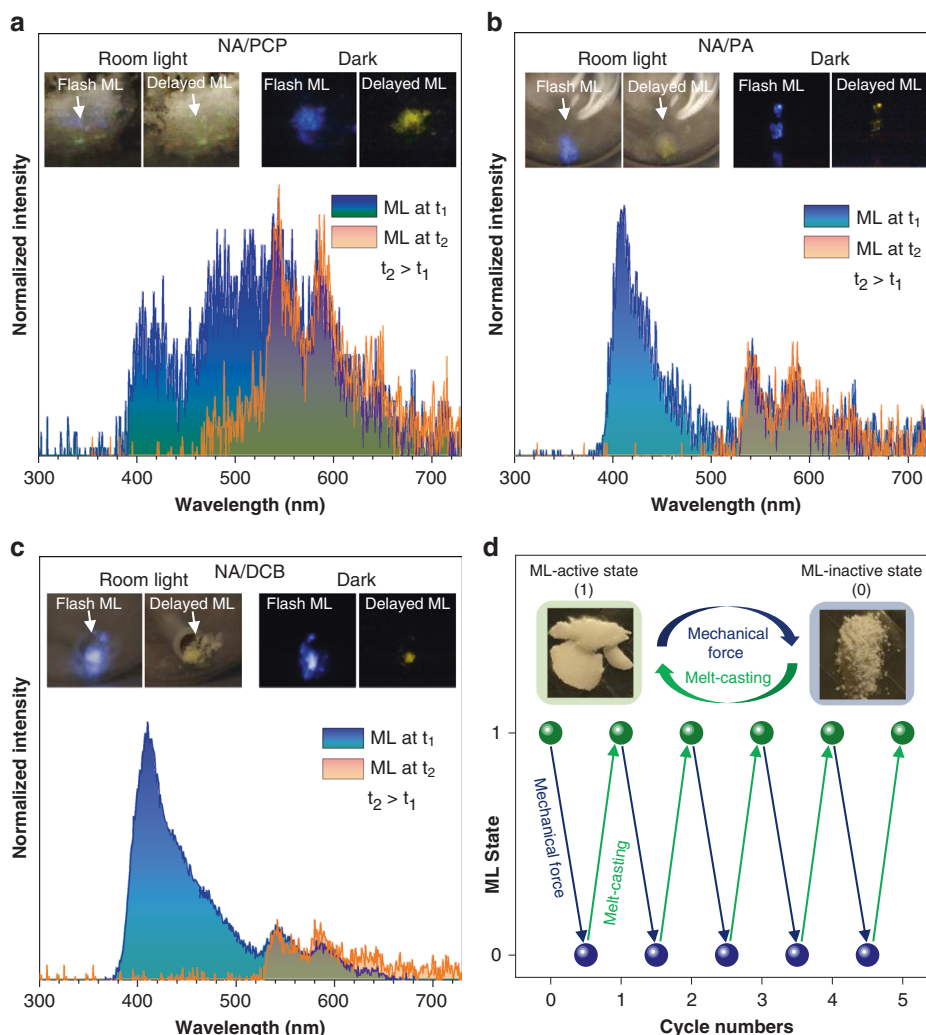 a
NA/PCP
Room light
Dark
Flash ML
Delayed ML
Flash ML
Delayed ML
ML at t1
ML at t2
t2 > t1
Normalized intensity
300 400 500 600 700
Wavelength (nm)
b
NA/PA
Room light
Dark
Flash ML
Delayed ML
Flash ML
Delayed ML
ML at t1
ML at t2
t2 > t1
Normalized intensity
300 400 500 600 700
Wavelength (nm)
c
NA/DCB
Room light
Dark
Flash ML
Delayed ML
Flash ML
Delayed ML
ML at t1
ML at t2
t2 > t1
Normalized intensity
300 400 500 600 700
Wavelength (nm)
d
ML-active state
(1)
ML-inactive state
(0)
Mechanical
force
Melt-casting
1
0
Mechanical force
Melt-casting
ML State
0 1 2 3 4 5
Cycle numbers